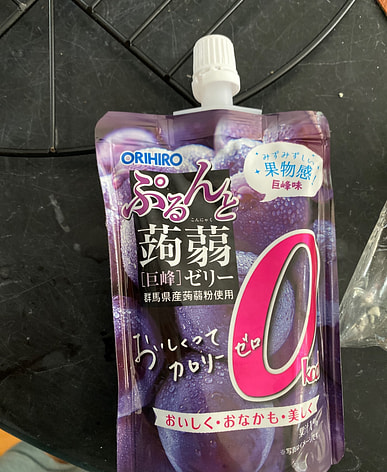 ORIHIRO
みずみずしい
果物感
巨峰味
ぷるんと
こんにゃく
蒟蒻
[巨峰]ゼリー
群馬県産蒟蒻粉使用
おいしくって
カロリー
ゼロ
0
kcal
おいしく・おなかも・美しく